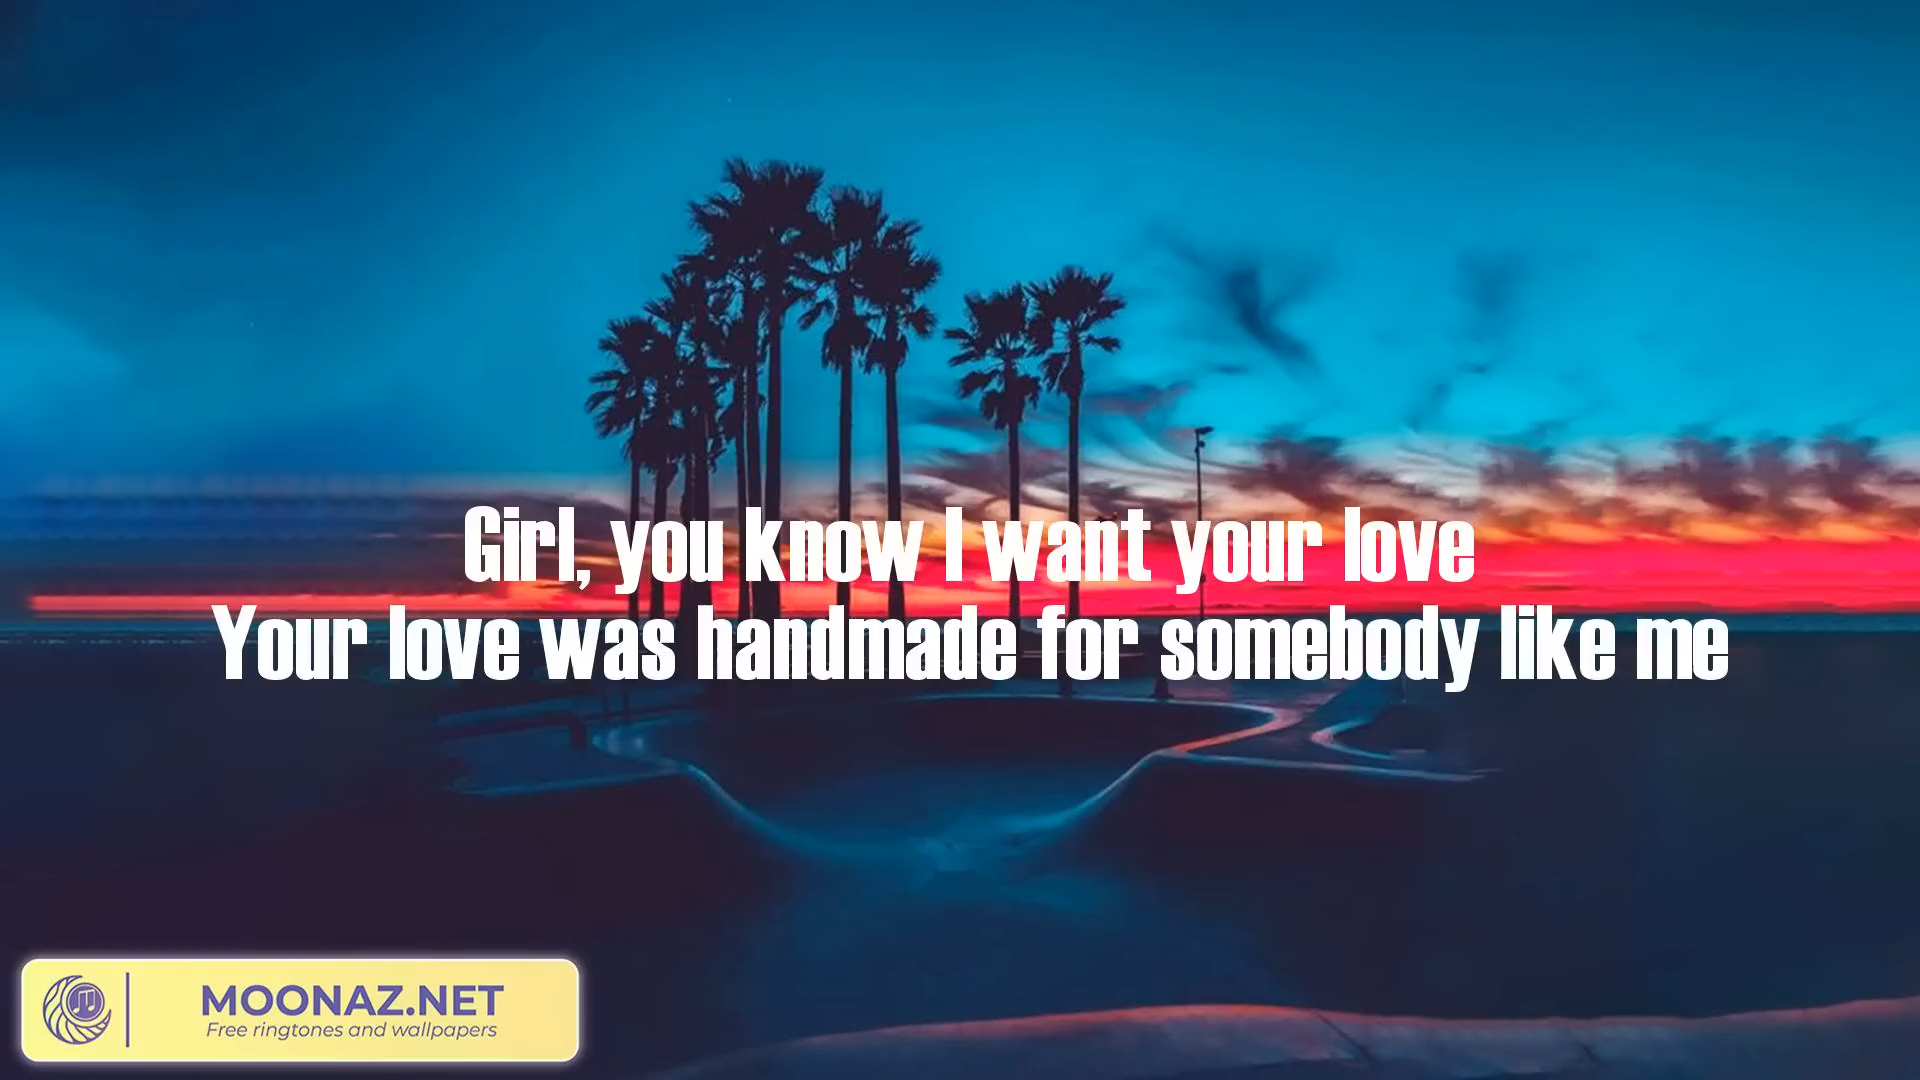 Girl, you know I want your love
Your love was handmade for somebody like me
MOONAZ.NET
Free ringtones and wallpapers